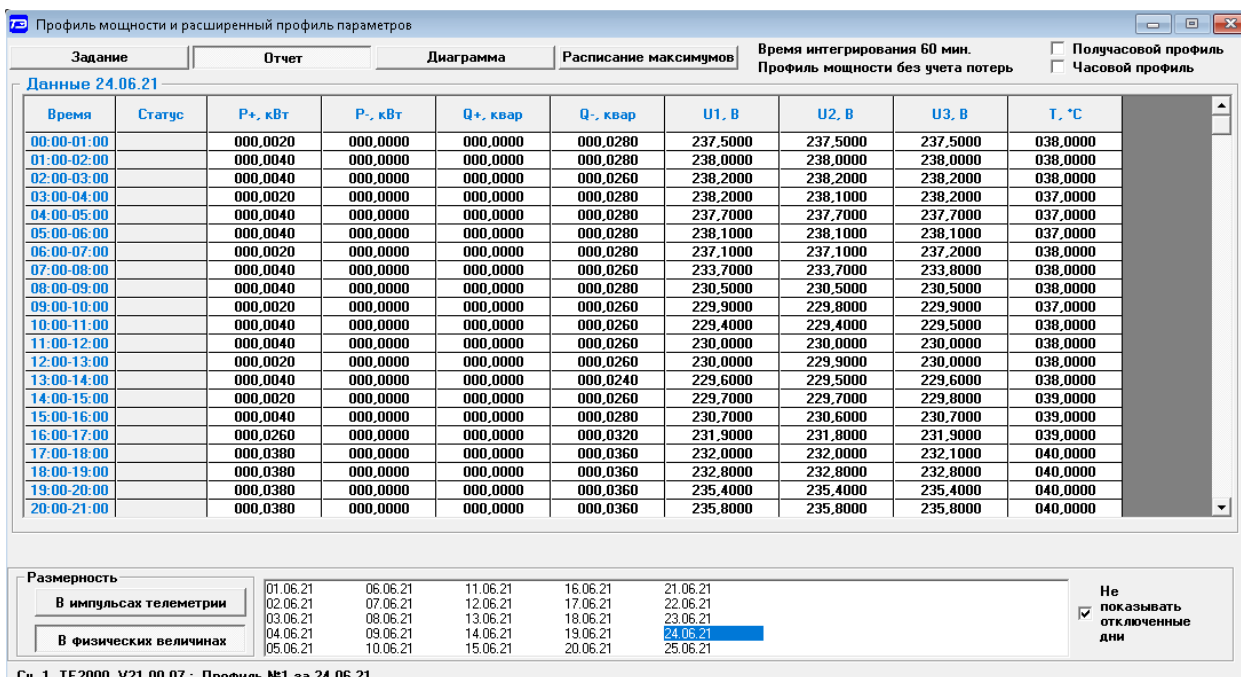 ТЭ Профиль мощности и расширенный профиль параметров
Задание Отчет Диаграмма Расписание максимумов Время интегрирования 60 мин. Получасовой профиль
Профиль мощности без учета потерь Часовой профиль
Данные 24.06.21
Время Статус P+, кВт P-, кВт Q+, квар Q-, квар U1, В U2, В U3, В T, °C
00:00-01:00 000,0020 000,0000 000,0000 000,0280 237,5000 237,5000 237,5000 038,0000
01:00-02:00 000,0040 000,0000 000,0000 000,0280 238,0000 238,0000 238,0000 038,0000
02:00-03:00 000,0040 000,0000 000,0000 000,0260 238,2000 238,2000 238,2000 038,0000
03:00-04:00 000,0020 000,0000 000,0000 000,0280 238,2000 238,1000 238,2000 037,0000
04:00-05:00 000,0040 000,0000 000,0000 000,0280 237,7000 237,7000 237,7000 037,0000
05:00-06:00 000,0040 000,0000 000,0000 000,0280 238,1000 238,1000 238,1000 037,0000
06:00-07:00 000,0020 000,0000 000,0000 000,0280 237,1000 237,1000 237,2000 038,0000
07:00-08:00 000,0040 000,0000 000,0000 000,0260 233,7000 233,7000 233,8000 038,0000
08:00-09:00 000,0040 000,0000 000,0000 000,0280 230,5000 230,5000 230,5000 038,0000
09:00-10:00 000,0020 000,0000 000,0000 000,0260 229,9000 229,8000 229,9000 037,0000
10:00-11:00 000,0040 000,0000 000,0000 000,0260 229,4000 229,4000 229,5000 038,0000
11:00-12:00 000,0040 000,0000 000,0000 000,0260 230,0000 230,0000 230,0000 038,0000
12:00-13:00 000,0020 000,0000 000,0000 000,0260 230,0000 229,9000 230,0000 038,0000
13:00-14:00 000,0040 000,0000 000,0000 000,0240 229,6000 229,5000 229,6000 038,0000
14:00-15:00 000,0020 000,0000 000,0000 000,0260 229,7000 229,7000 229,8000 039,0000
15:00-16:00 000,0040 000,0000 000,0000 000,0280 230,7000 230,6000 230,7000 039,0000
16:00-17:00 000,0260 000,0000 000,0000 000,0320 231,9000 231,8000 231,9000 039,0000
17:00-18:00 000,0380 000,0000 000,0000 000,0360 232,0000 232,0000 232,1000 040,0000
18:00-19:00 000,0380 000,0000 000,0000 000,0360 232,8000 232,8000 232,8000 040,0000
19:00-20:00 000,0380 000,0000 000,0000 000,0360 235,4000 235,4000 235,4000 040,0000
20:00-21:00 000,0380 000,0000 000,0000 000,0360 235,8000 235,8000 235,8000 040,0000
Размерность
В импульсах телеметрии
В физических величинах
01.06.21 06.06.21 11.06.21 16.06.21 21.06.21
02.06.21 07.06.21 12.06.21 17.06.21 22.06.21
03.06.21 08.06.21 13.06.21 18.06.21 23.06.21
04.06.21 09.06.21 14.06.21 19.06.21 24.06.21
05.06.21 10.06.21 15.06.21 20.06.21 25.06.21
Не
показывать
отключенные
дни
Сч. 1, TE2000, V21.00.07 : Профиль №1 за 24.06.21